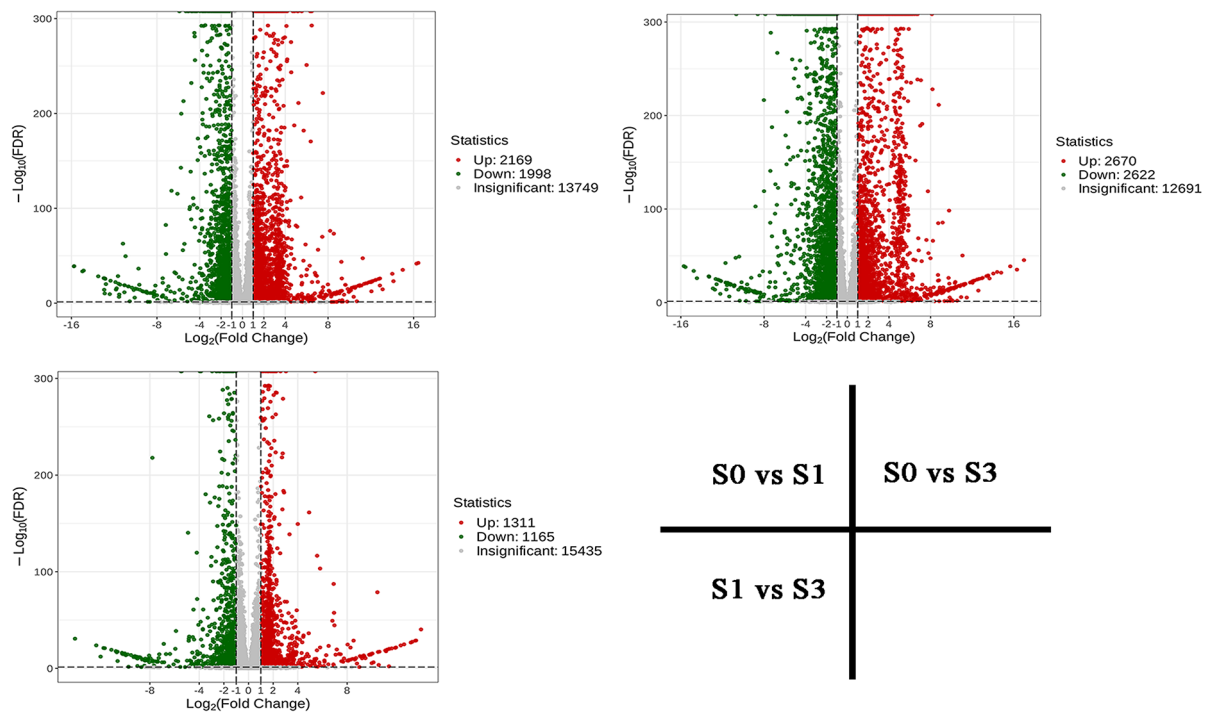 300
200
100
0
−Log10(FDR)
-16 -8 -4 -2 -1 0 1 2 4 8 16
Log2(Fold Change)
Statistics
Up: 2169
Down: 1998
Insignificant: 13749
300
200
100
0
−Log10(FDR)
-16 -8 -4 -2 -1 0 1 2 4 8 16
Log2(Fold Change)
Statistics
Up: 2670
Down: 2622
Insignificant: 12691
300
200
100
0
−Log10(FDR)
-8 -4 -2 -1 0 1 2 4 8
Log2(Fold Change)
Statistics
Up: 1311
Down: 1165
Insignificant: 15435
S0 vs S1
S0 vs S3
S1 vs S3